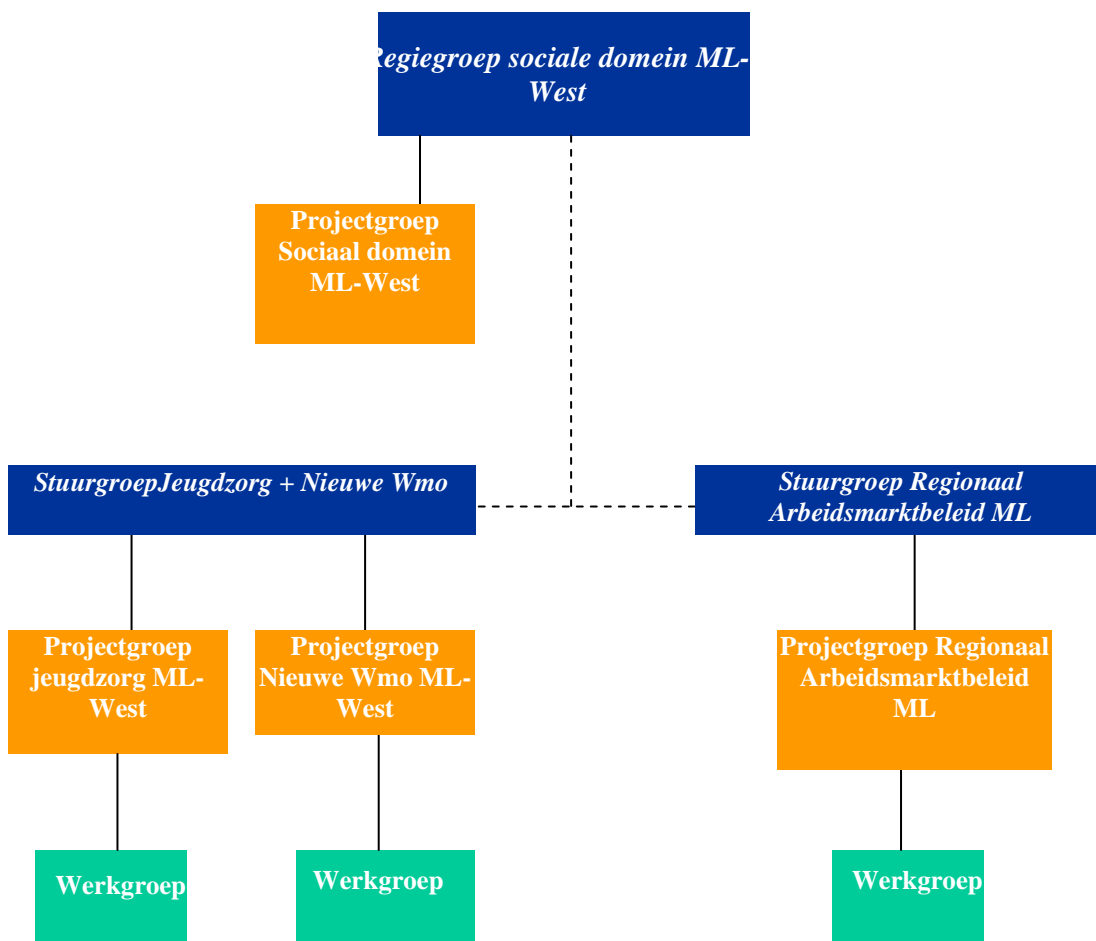 Regiegroep sociale domein ML-
West
Projectgroep
Sociaal domein
ML-West
StuurgroepJeugdzorg + Nieuwe Wmo
Stuurgroep Regionaal
Arbeidsmarktbeleid ML
Projectgroep
jeugdzorg ML-
West
Projectgroep
Nieuwe Wmo ML-
West
Projectgroep Regionaal
Arbeidsmarktbeleid
ML
Werkgroep
Werkgroep
Werkgroep